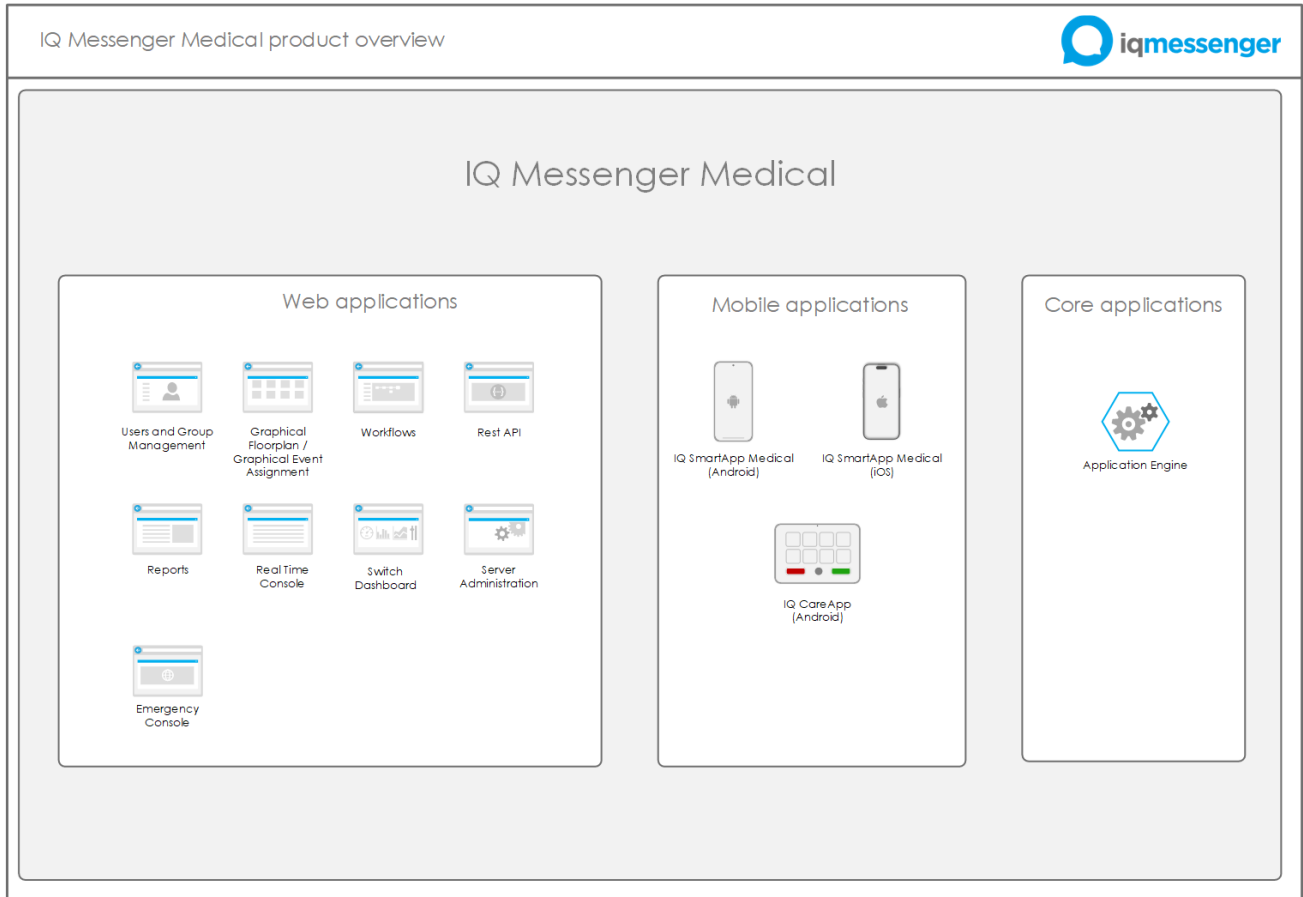 IQ Messenger Medical product overview
iqmessenger
IQ Messenger Medical
Web applications
Users and Group
Management
Graphical
Floorplan /
Graphical Event
Assignment
Workflows
Rest API
Reports
Real Time
Console
Switch
Dashboard
Server
Administration
Emergency
Console
Mobile applications
IQ SmartApp Medical
(Android)
IQ SmartApp Medical
(iOS)
IQ CareApp
(Android)
Core applications
Application Engine